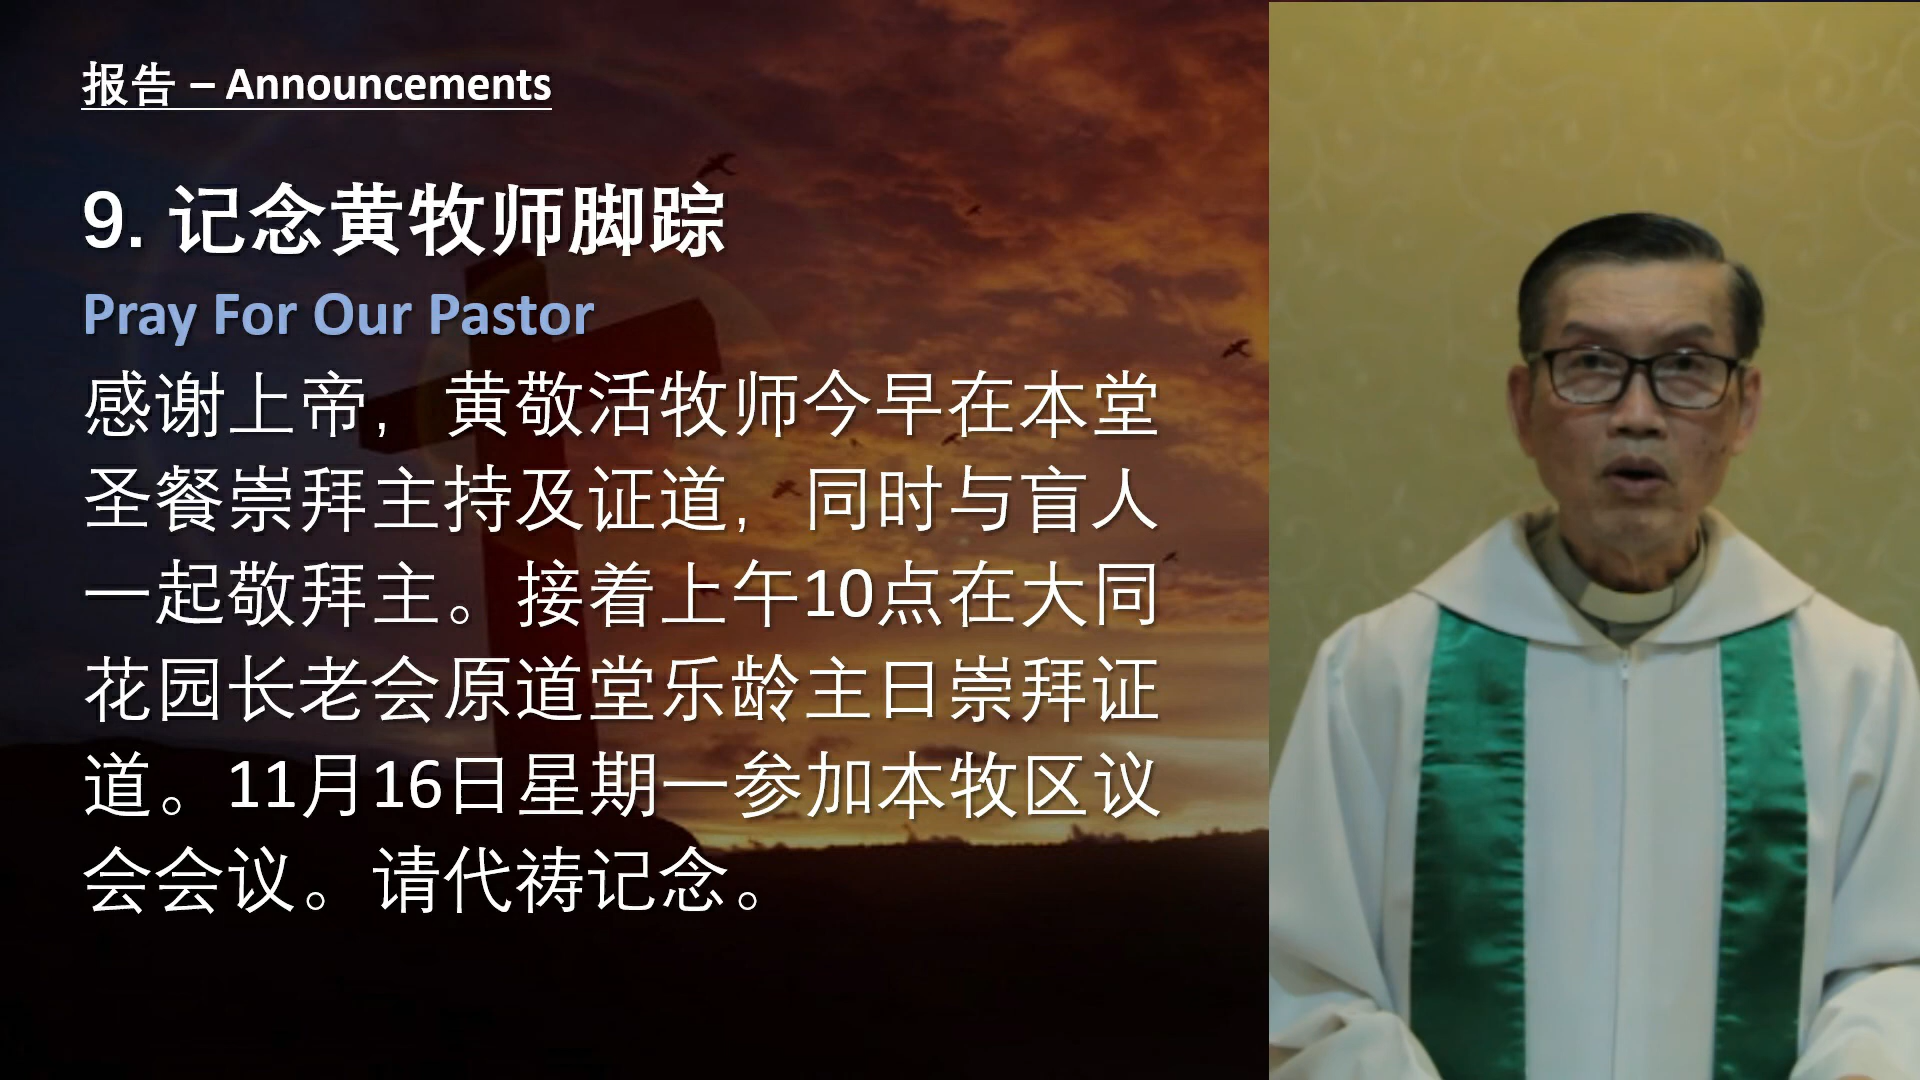 报告 – Announcements
9. 记念黄牧师脚踪
Pray For Our Pastor
感谢上帝，黄敬活牧师今早在本堂
圣餐崇拜主持及证道，同时与盲人
一起敬拜主。接着上午10点在大同
花园长老会原道堂乐龄主日崇拜证
道。11月16日星期一参加本牧区议
会会议。请代祷记念。